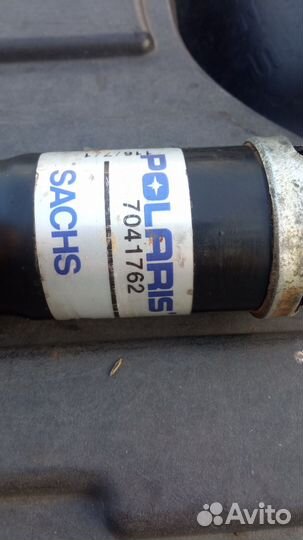 POLARIS
7041762
SACHS
Avito